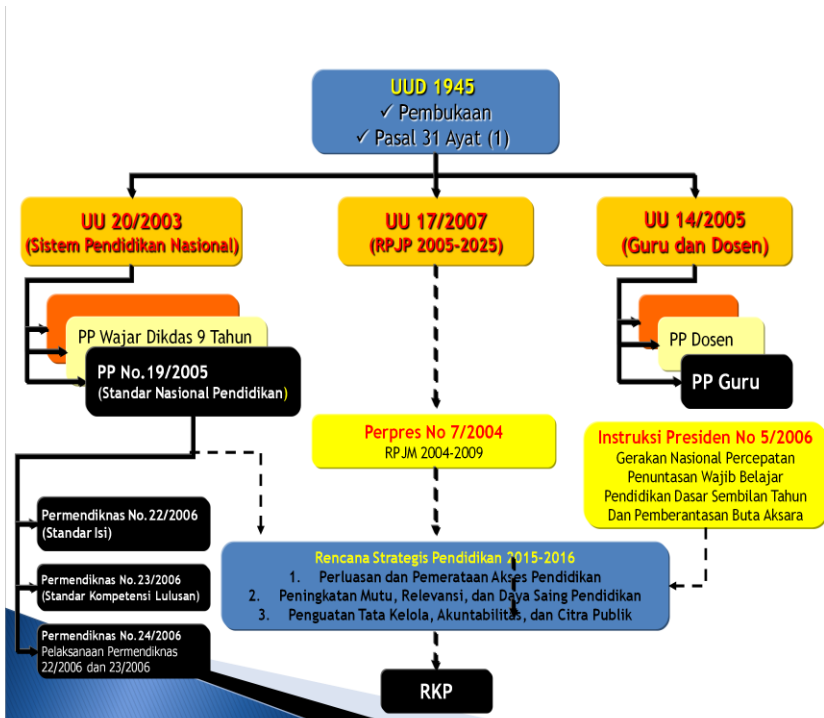 UUD 1945
✓ Pembukaan
✓ Pasal 31 Ayat (1)
UU 20/2003
(Sistem Pendidikan Nasional)
UU 17/2007
(RPJP 2005-2025)
UU 14/2005
(Guru dan Dosen)
PP Wajar Dikdas 9 Tahun
PP No.19/2005
(Standar Nasional Pendidikan)
PP Dosen
PP Guru
Perpres No 7/2004
RPJM 2004-2009
Instruksi Presiden No 5/2006
Gerakan Nasional Percepatan
Penuntasan Wajib Belajar
Pendidikan Dasar Sembilan Tahun
Dan Pemberantasan Buta Aksara
Permendiknas No.22/2006
(Standar Isi)
Permendiknas No.23/2006
(Standar Kompetensi Lulusan)
Permendiknas No.24/2006
Pelaksanaan Permendiknas
22/2006 dan 23/2006
Rencana Strategis Pendidikan 2015-2016
1. Perluasan dan Pemerataan Akses Pendidikan
2. Peningkatan Mutu, Relevansi, dan Daya Saing Pendidikan
3. Penguatan Tata Kelola, Akuntabilitas, dan Citra Publik
RKP